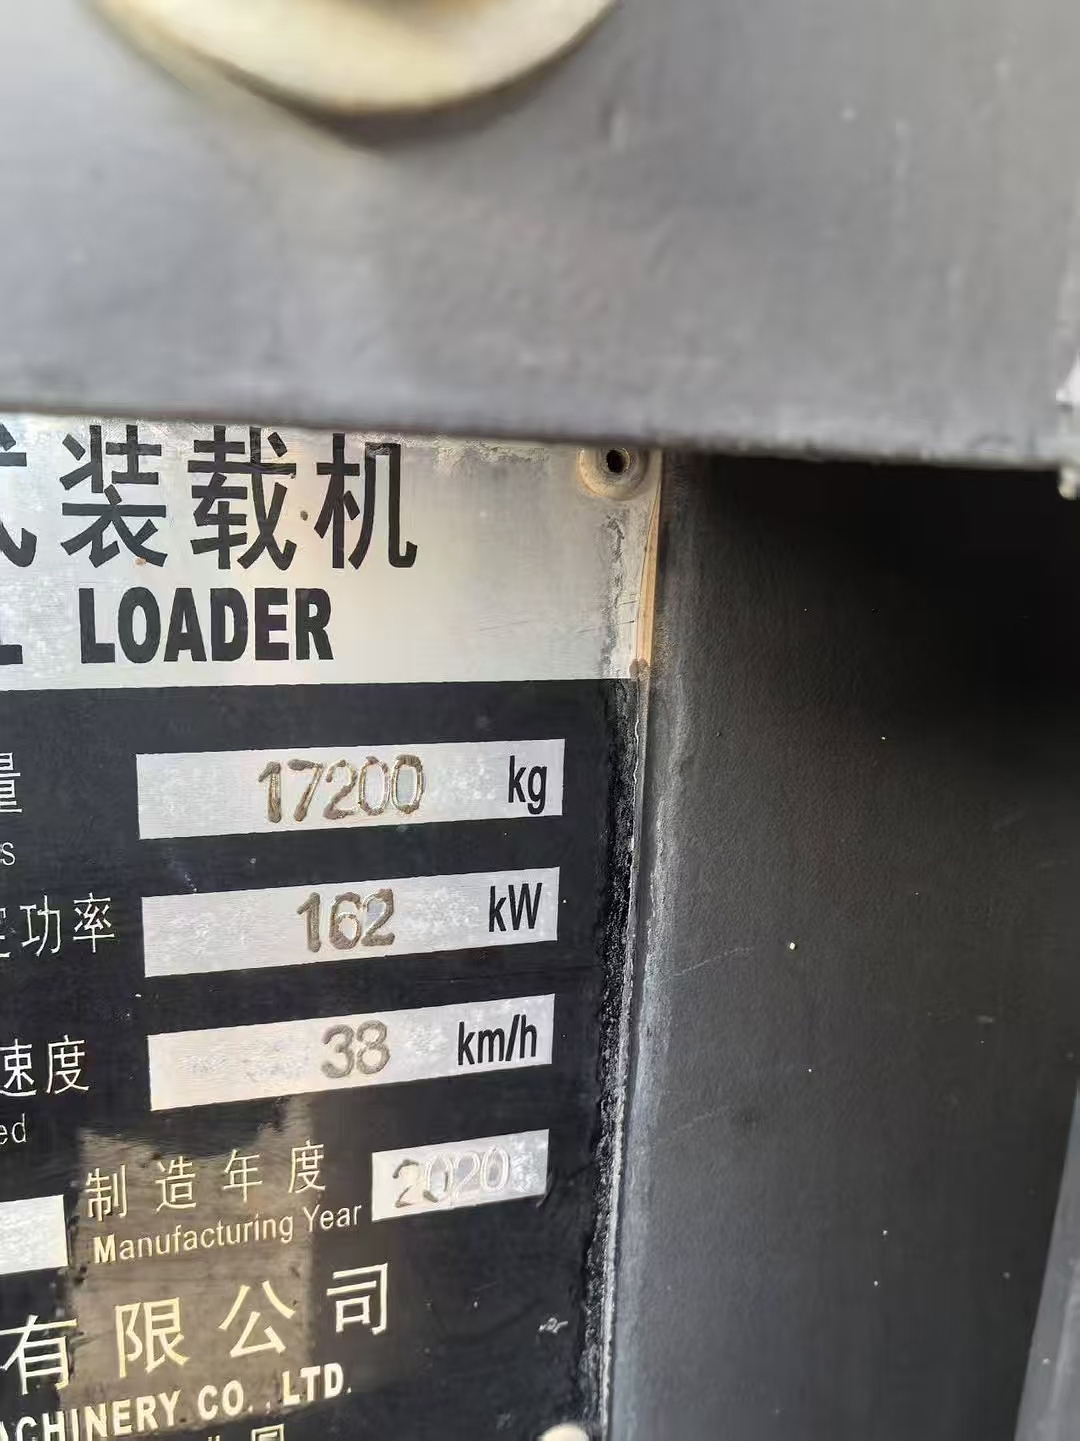 装载机
LOADER
量 17200 kg
s
功率 162 kW
速度 38 km/h
ed
制造年度 2020
Manufacturing Year
有限公司
ACHINERY CO.,LTD.